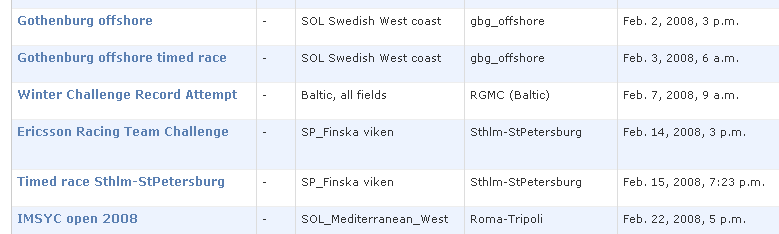 Gothenburg offshore - SOL Swedish West coast gbg_offshore Feb. 2, 2008, 3 p.m.
Gothenburg offshore timed race - SOL Swedish West coast gbg_offshore Feb. 3, 2008, 6 a.m.
Winter Challenge Record Attempt - Baltic, all fields RGMC (Baltic) Feb. 7, 2008, 9 a.m.
Ericsson Racing Team Challenge - SP_Finska viken Sthlm-StPetersburg Feb. 14, 2008, 3 p.m.
Timed race Sthlm-StPetersburg - SP_Finska viken Sthlm-StPetersburg Feb. 15, 2008, 7:23 p.m.
IMSYC open 2008 - SOL_Mediterranean_West Roma-Tripoli Feb. 22, 2008, 5 p.m.